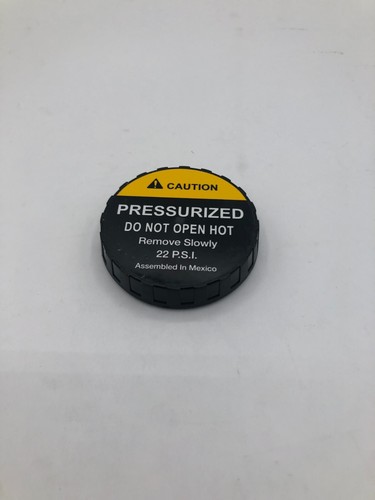 CAUTION
PRESSURIZED
DO NOT OPEN HOT
Remove Slowly
22 P.S.I.
Assembled In Mexico